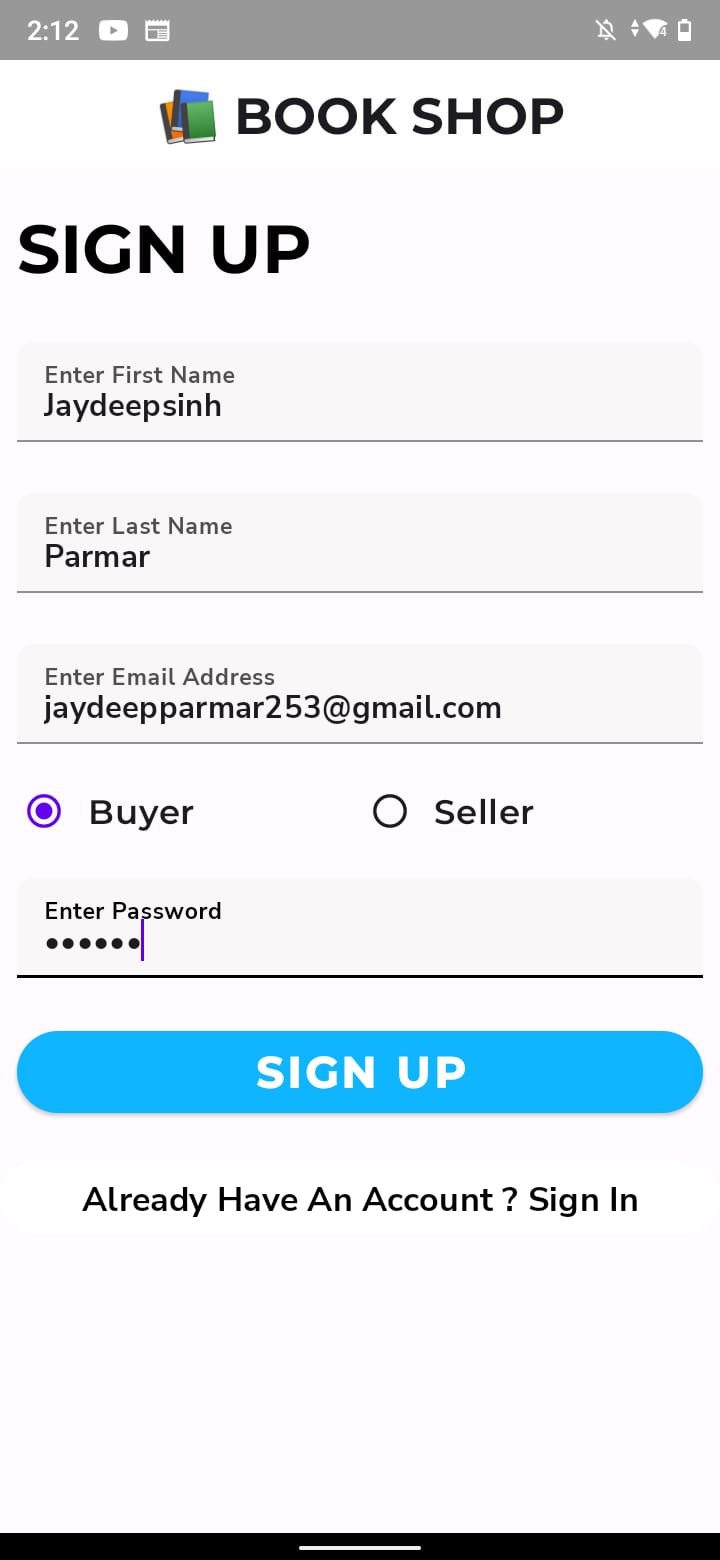 2:12
BOOK SHOP
SIGN UP
Enter First Name
Jaydeepsinh
Enter Last Name
Parmar
Enter Email Address
jaydeepparmar253@gmail.com
Buyer Seller
Enter Password
••••••
SIGN UP
Already Have An Account ? Sign In